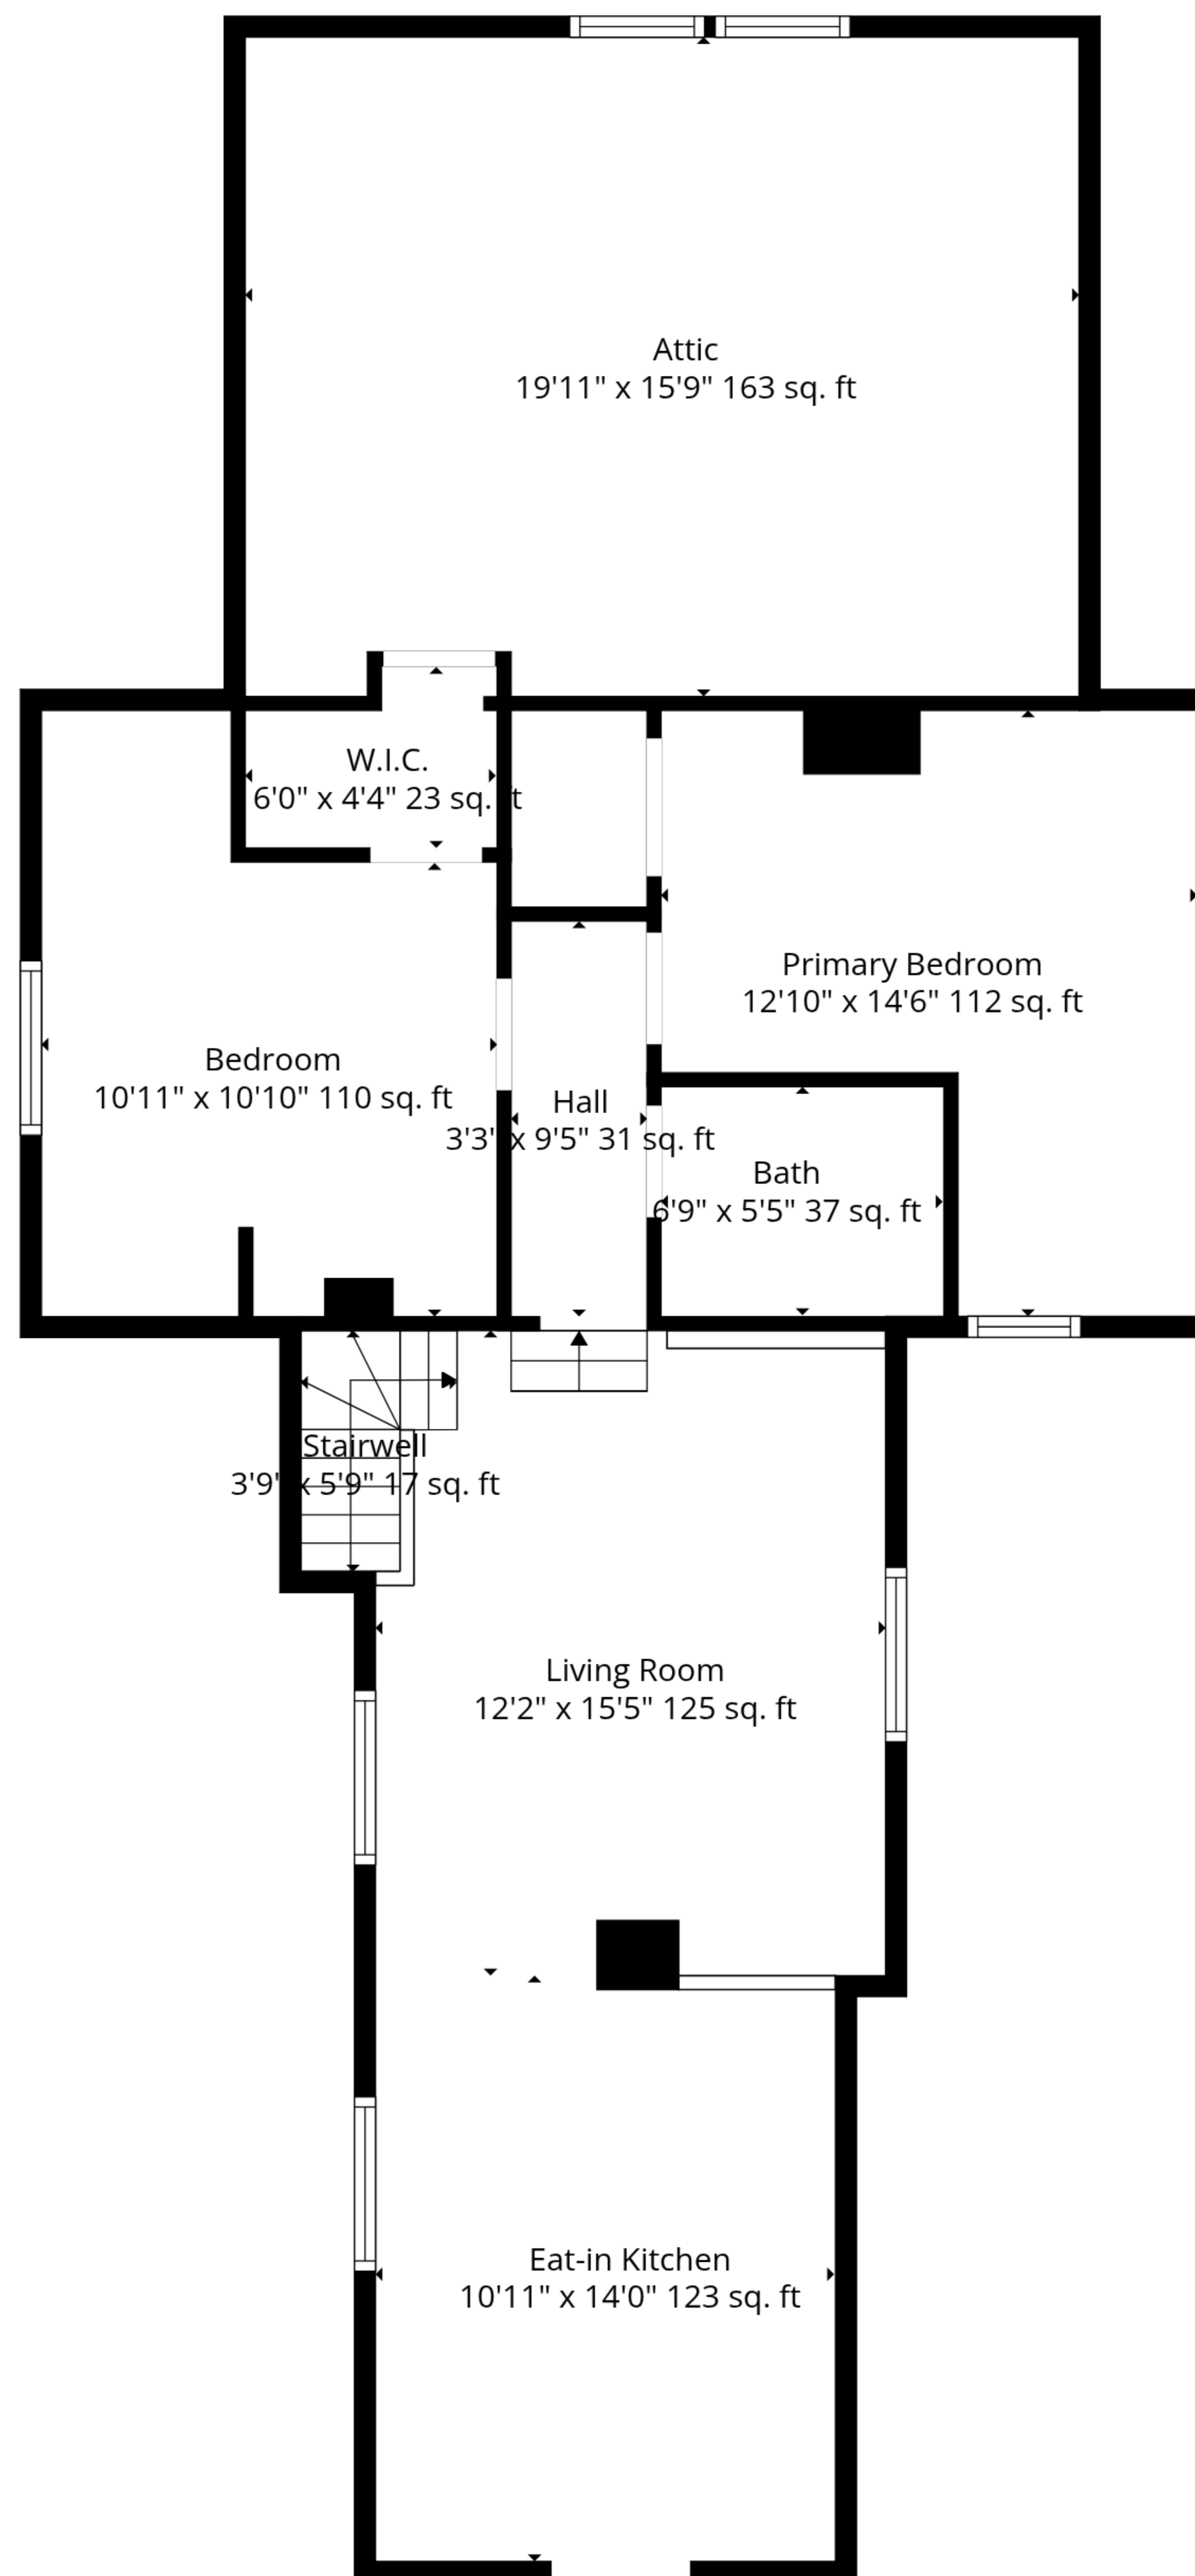 Attic
19'11" x 15'9" 163 sq. ft
W.I.C.
6'0" x 4'4" 23 sq. ft
Primary Bedroom
12'10" x 14'6" 112 sq. ft
Bedroom
10'11" x 10'10" 110 sq. ft
Hall
3'3" x 9'5" 31 sq. ft
Bath
6'9" x 5'5" 37 sq. ft
Stairwell
3'9" x 5'9" 17 sq. ft
Living Room
12'2" x 15'5" 125 sq. ft
Eat-in Kitchen
10'11" x 14'0" 123 sq. ft